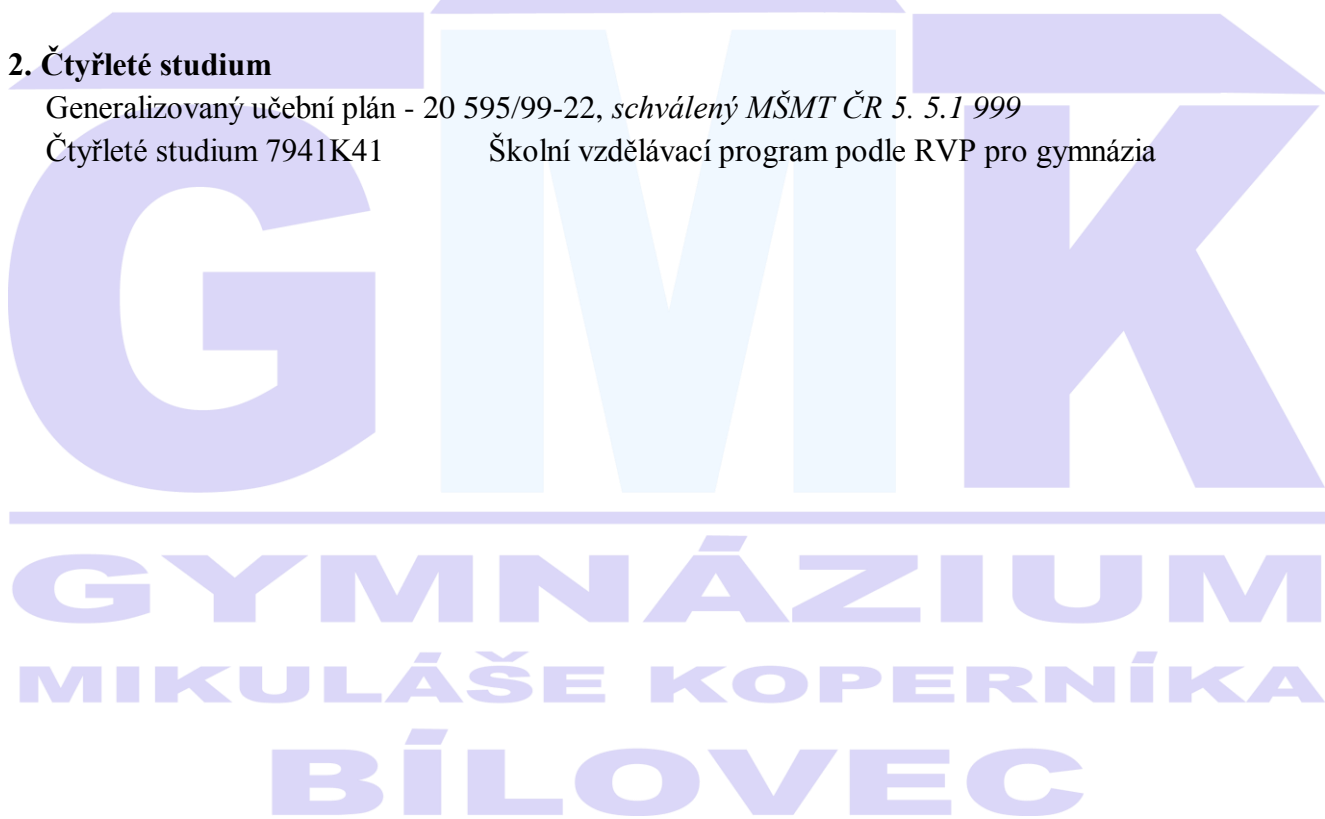 2. Čtyřleté studium
Generalizovaný učební plán - 20 595/99-22, schválený MŠMT ČR 5. 5.1 999
Čtyřleté studium 7941K41 Školní vzdělávací program podle RVP pro gymnázia
GMK
GYMNÁZIUM
MIKULÁŠE KOPERNÍKA
BÍLOVEC